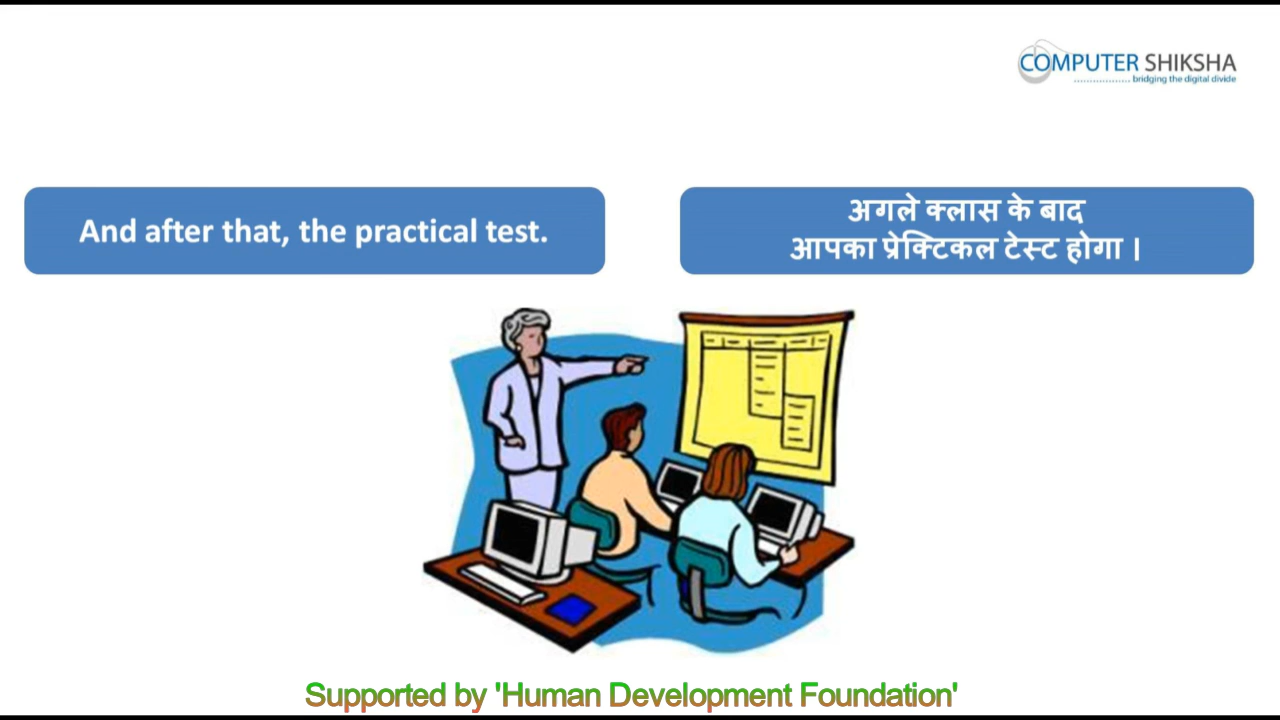 COMPUTER SHIKSHA
bridging the digital divide
And after that, the practical test.
अगले क्लास के बाद
आपका प्रेक्टिकल टेस्ट होगा ।
Supported by 'Human Development Foundation'